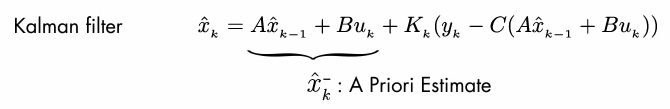 Kalman filter x̂ₖ = Ax̂ₖ₋₁ + Buₖ + Kₖ(yₖ − C(Ax̂ₖ₋₁ + Buₖ))
x̂ₖ⁻ : A Priori Estimate